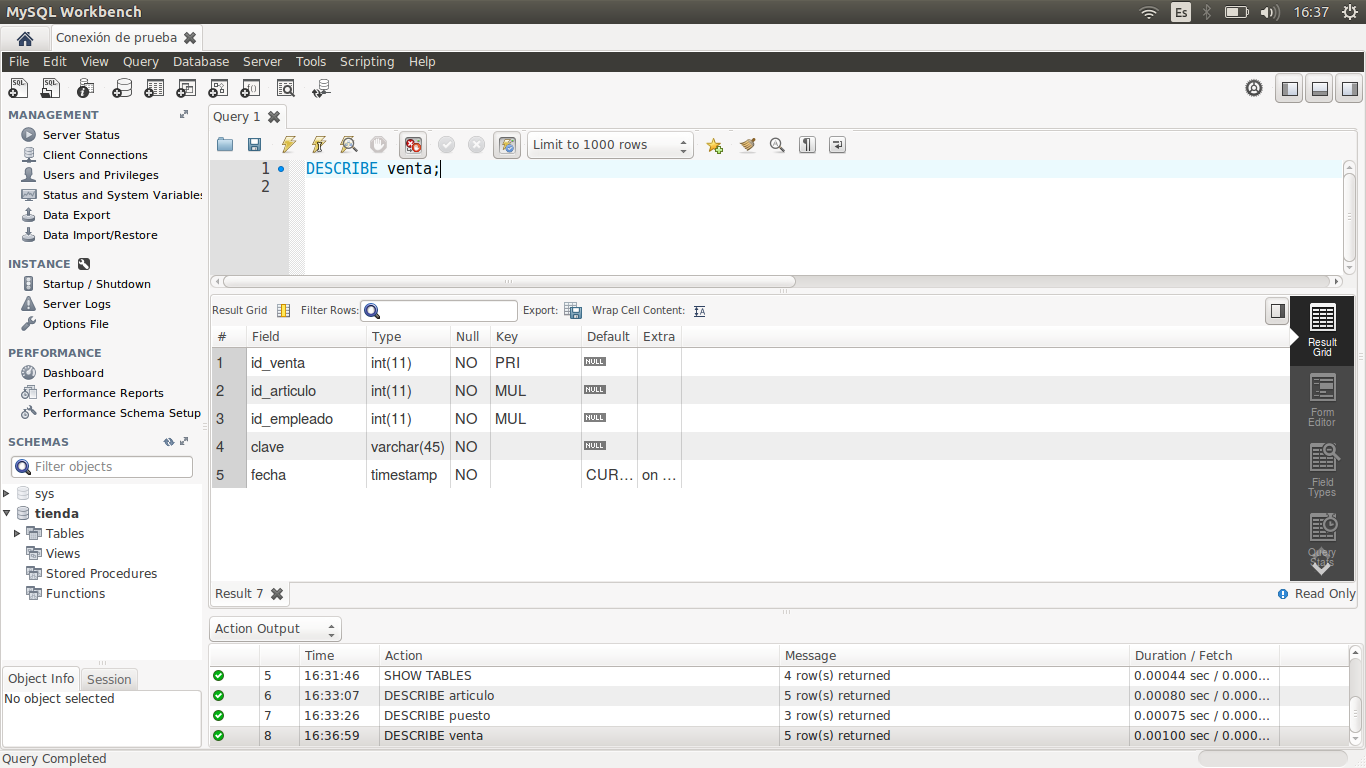 MySQL Workbench
Es
16:37
Conexión de prueba
File Edit View Query Database Server Tools Scripting Help
MANAGEMENT
Server Status
Client Connections
Users and Privileges
Status and System Variables
Data Export
Data Import/Restore
INSTANCE
Startup / Shutdown
Server Logs
Options File
PERFORMANCE
Dashboard
Performance Reports
Performance Schema Setup
SCHEMAS
Filter objects
sys
tienda
Tables
Views
Stored Procedures
Functions
Object Info Session
No object selected
Query 1
Limit to 1000 rows
1 DESCRIBE venta;
2
Result Grid Filter Rows: Export: Wrap Cell Content:
# Field Type Null Key Default Extra
1 id_venta int(11) NO PRI NULL
2 id_articulo int(11) NO MUL NULL
3 id_empleado int(11) NO MUL NULL
4 clave varchar(45) NO NULL
5 fecha timestamp NO CUR... on ...
Result Grid
Form Editor
Field Types
Query Stats
Result 7
Read Only
Action Output
Time Action Message Duration / Fetch
5 16:31:46 SHOW TABLES 4 row(s) returned 0.00044 sec / 0.000...
6 16:33:07 DESCRIBE articulo 5 row(s) returned 0.00080 sec / 0.000...
7 16:33:26 DESCRIBE puesto 3 row(s) returned 0.00075 sec / 0.000...
8 16:36:59 DESCRIBE venta 5 row(s) returned 0.00100 sec / 0.000...
Query Completed